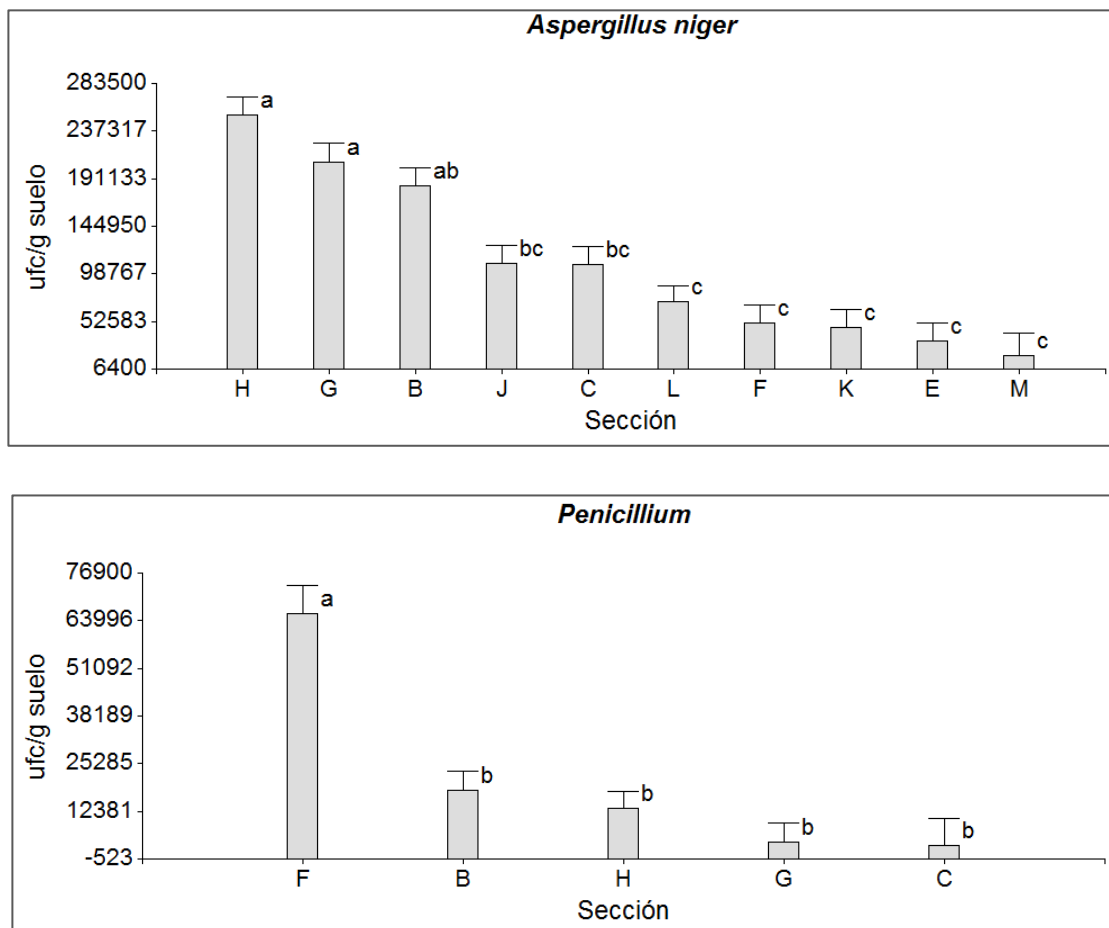 Aspergillus niger
283500
237317
191133
144950
98767
52583
6400
ufc/g suelo
a
a
ab
bc
bc
c
c
c
c
c
H G B J C L F K E M
Sección
Penicillium
76900
63996
51092
38189
25285
12381
-523
ufc/g suelo
a
b
b
b
b
F B H G C
Sección